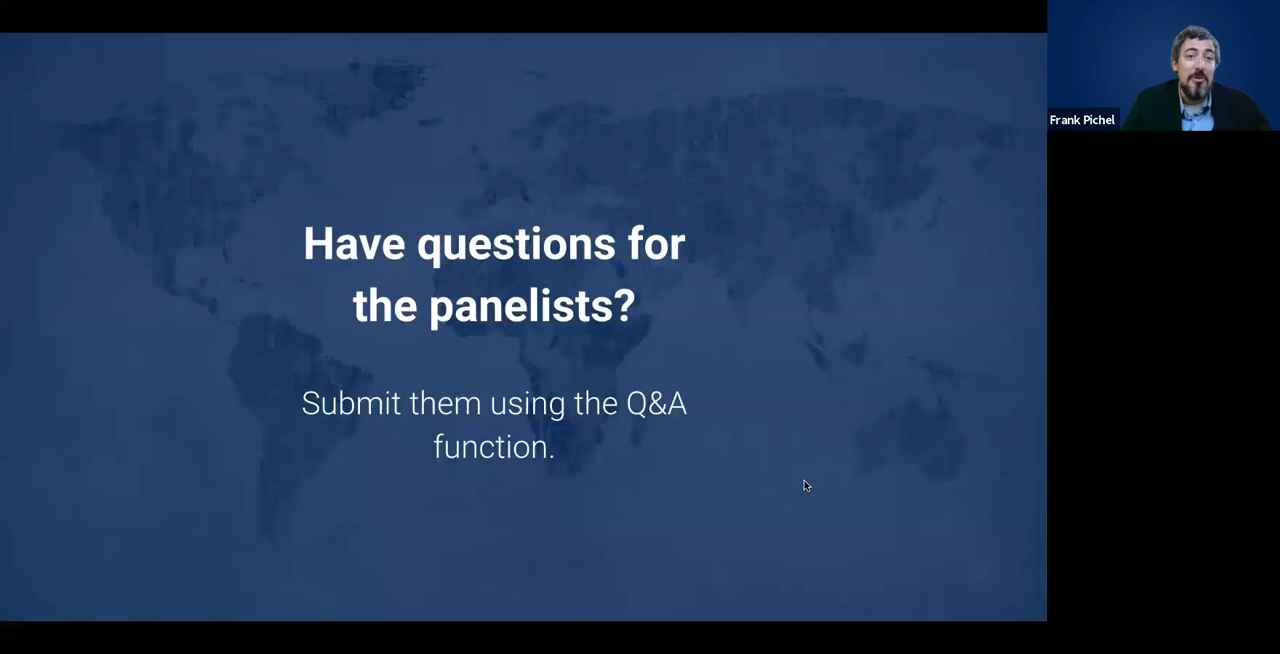 Have questions for
the panelists?
Submit them using the Q&A
function.
Frank Pichel